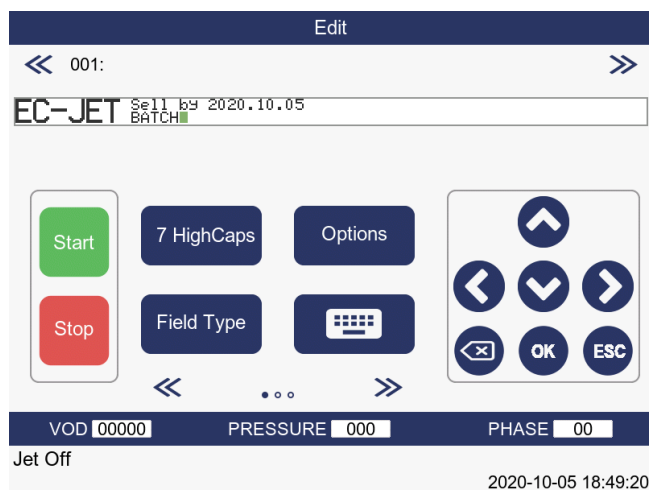 Edit
001:
EC-JET Sell by 2020.10.05
BATCH
Start
7 HighCaps
Options
Stop
Field Type
OK
ESC
VOD 00000 PRESSURE 000 PHASE 00
Jet Off
2020-10-05 18:49:20